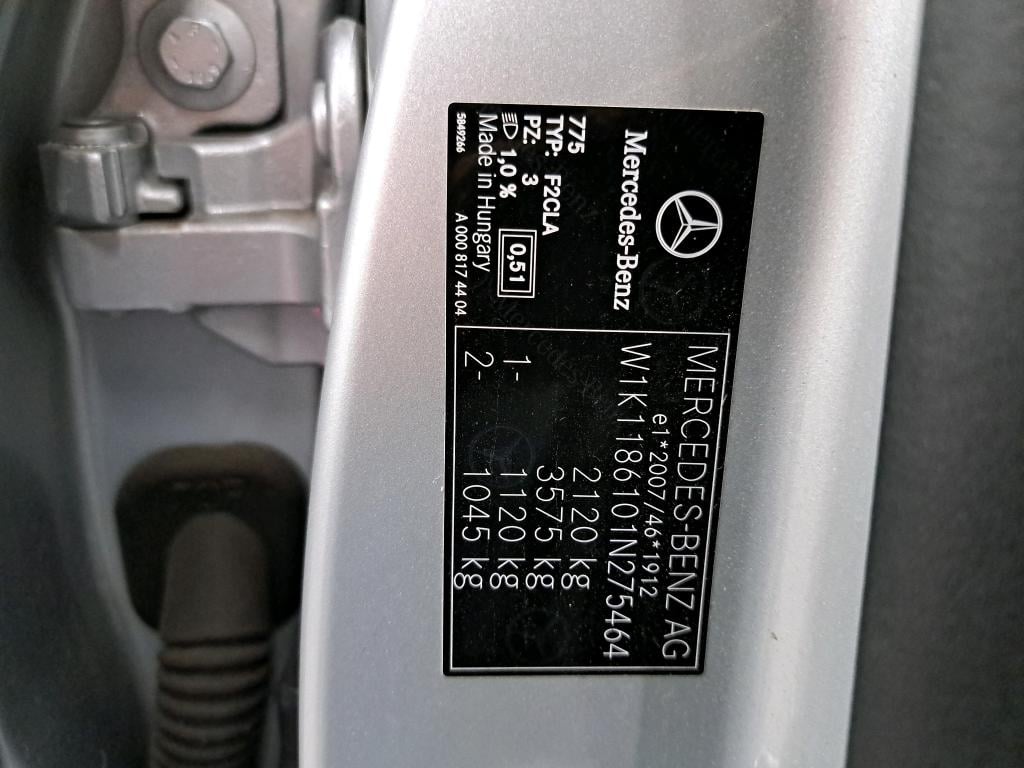 Mercedes-Benz
775
TYP: F2CLA
PZ: 3
1,0 % 0,51
Made in Hungary
5849266 A 000 817 44 04
MERCEDES-BENZ AG
W1K1186101N275464
e1*2007/46*1912
2120 kg
3575 kg
1- 1120 kg
2- 1045 kg